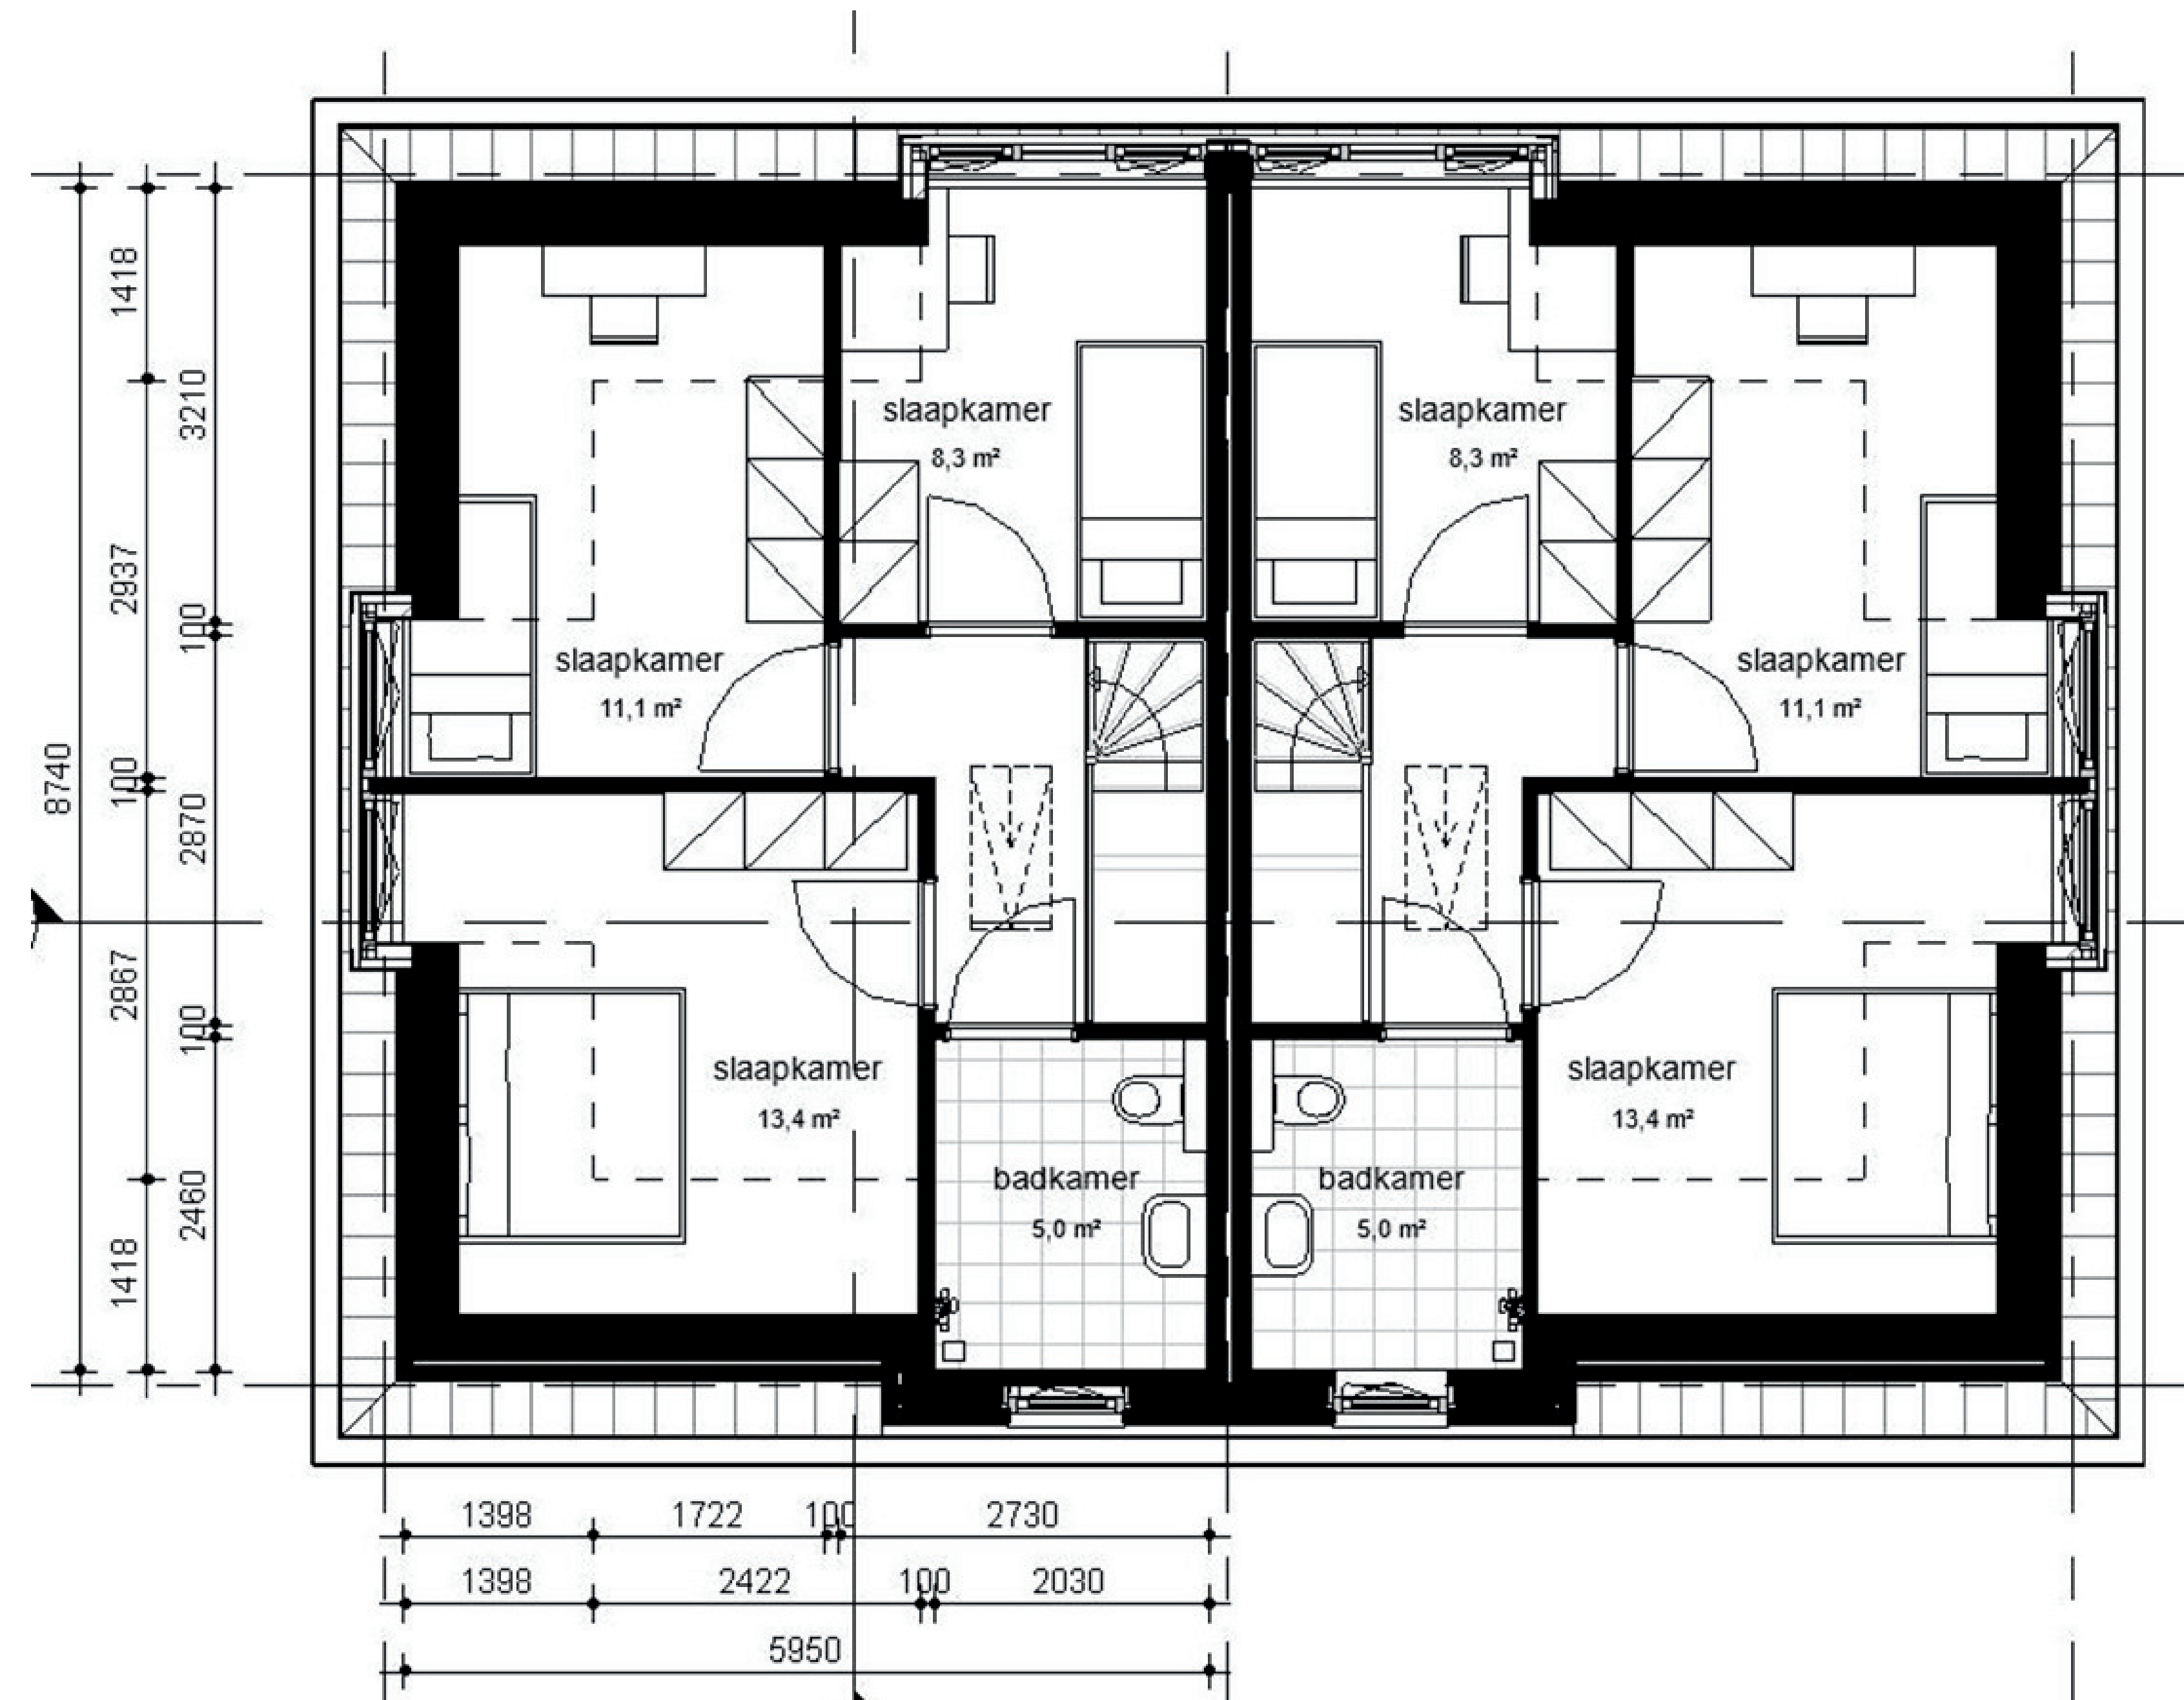 1418
3210
2937
100
8740
100
2870
2867
100
2460
1418
slaapkamer
8,3 m²
slaapkamer
8,3 m²
slaapkamer
11,1 m²
slaapkamer
11,1 m²
slaapkamer
13,4 m²
slaapkamer
13,4 m²
badkamer
5,0 m²
badkamer
5,0 m²
1398 1722 100 2730
1398 2422 100 2030
5950